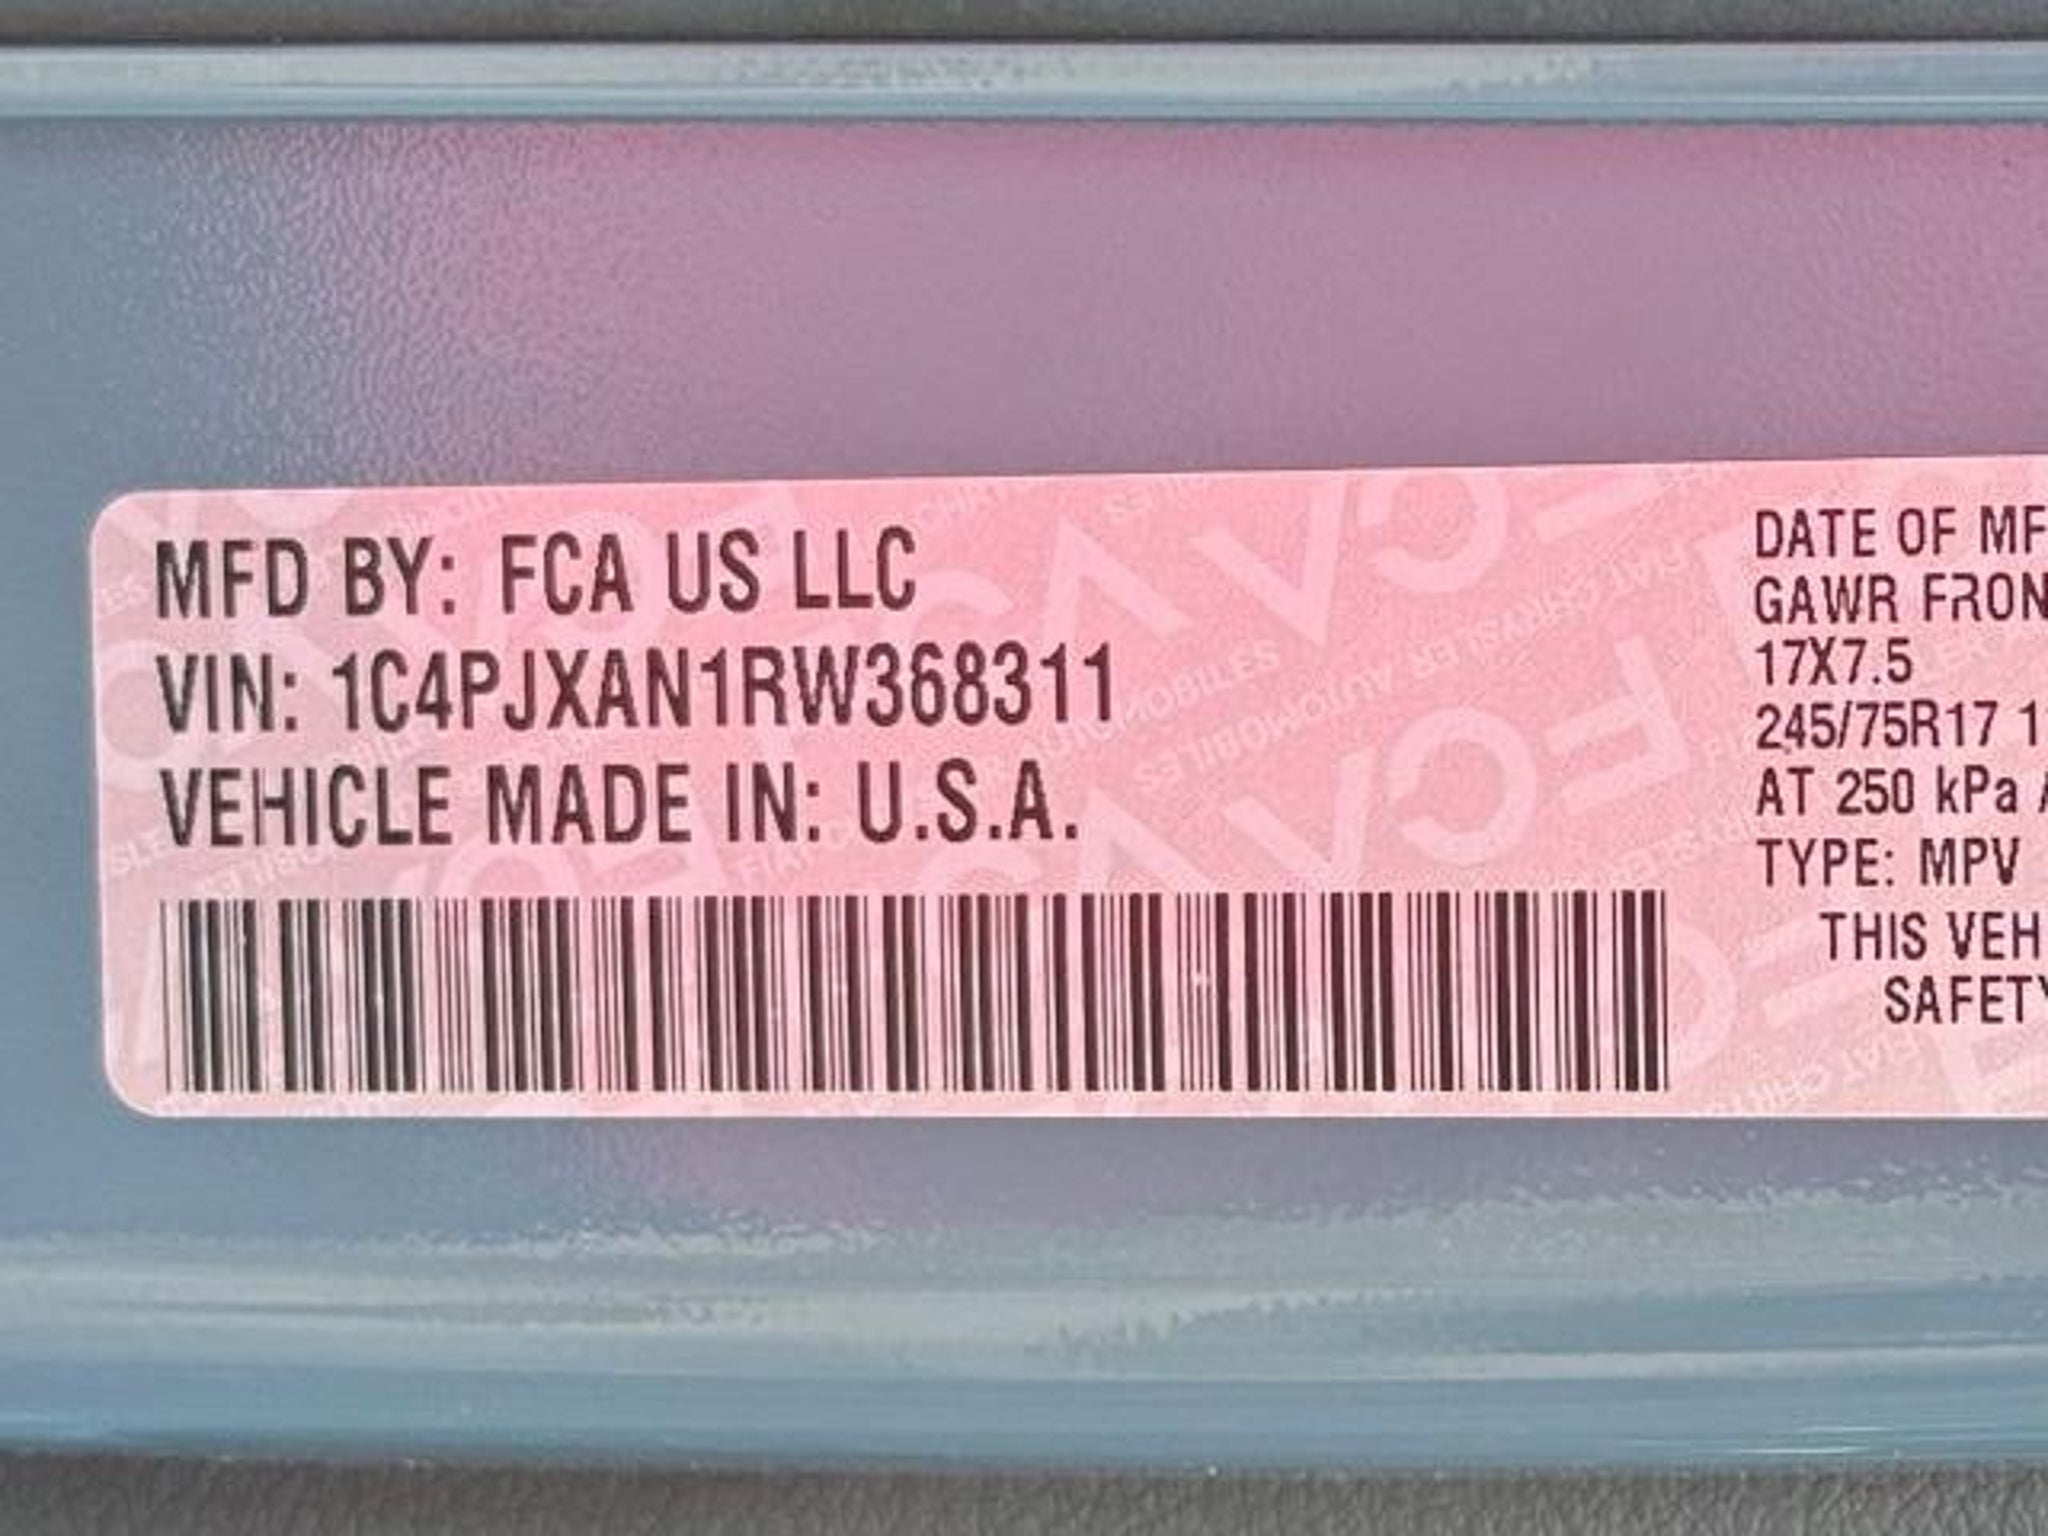 MFD BY: FCA US LLC
VIN: 1C4PJXAN1RW368311
VEHICLE MADE IN: U.S.A.
DATE OF MF
GAWR FRON
17X7.5
245/75R17 1
AT 250 kPa
TYPE: MPV
THIS VEH
SAFETY